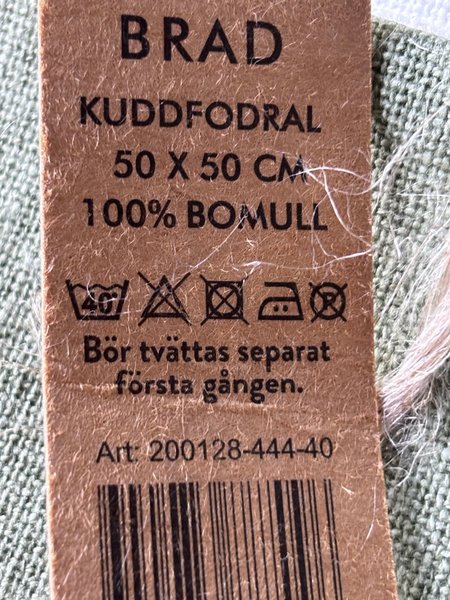 BRAD
KUDDFODRAL
50 X 50 CM
100% BOMULL
40 P
Bör tvättas separat
första gången.
Art: 200128-444-40